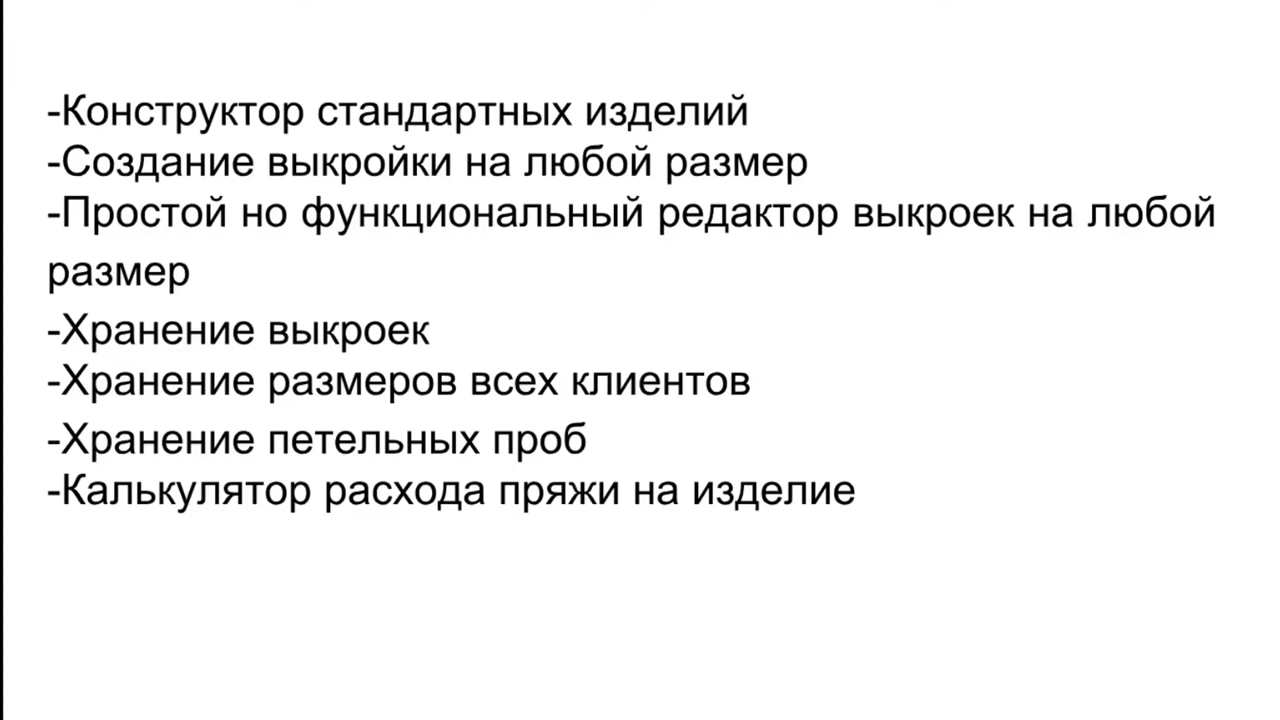 -Конструктор стандартных изделий
-Создание выкройки на любой размер
-Простой но функциональный редактор выкроек на любой
размер
-Хранение выкроек
-Хранение размеров всех клиентов
-Хранение петельных проб
-Калькулятор расхода пряжи на изделие